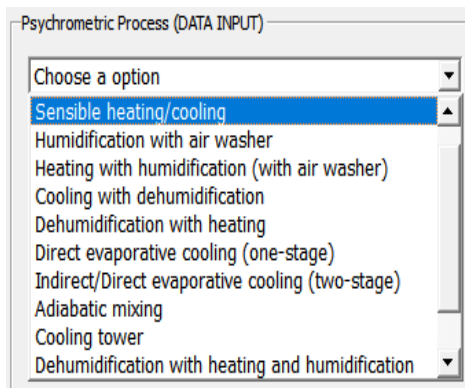 Psychrometric Process (DATA INPUT)
Choose a option
Sensible heating/cooling
Humidification with air washer
Heating with humidification (with air washer)
Cooling with dehumidification
Dehumidification with heating
Direct evaporative cooling (one-stage)
Indirect/Direct evaporative cooling (two-stage)
Adiabatic mixing
Cooling tower
Dehumidification with heating and humidification